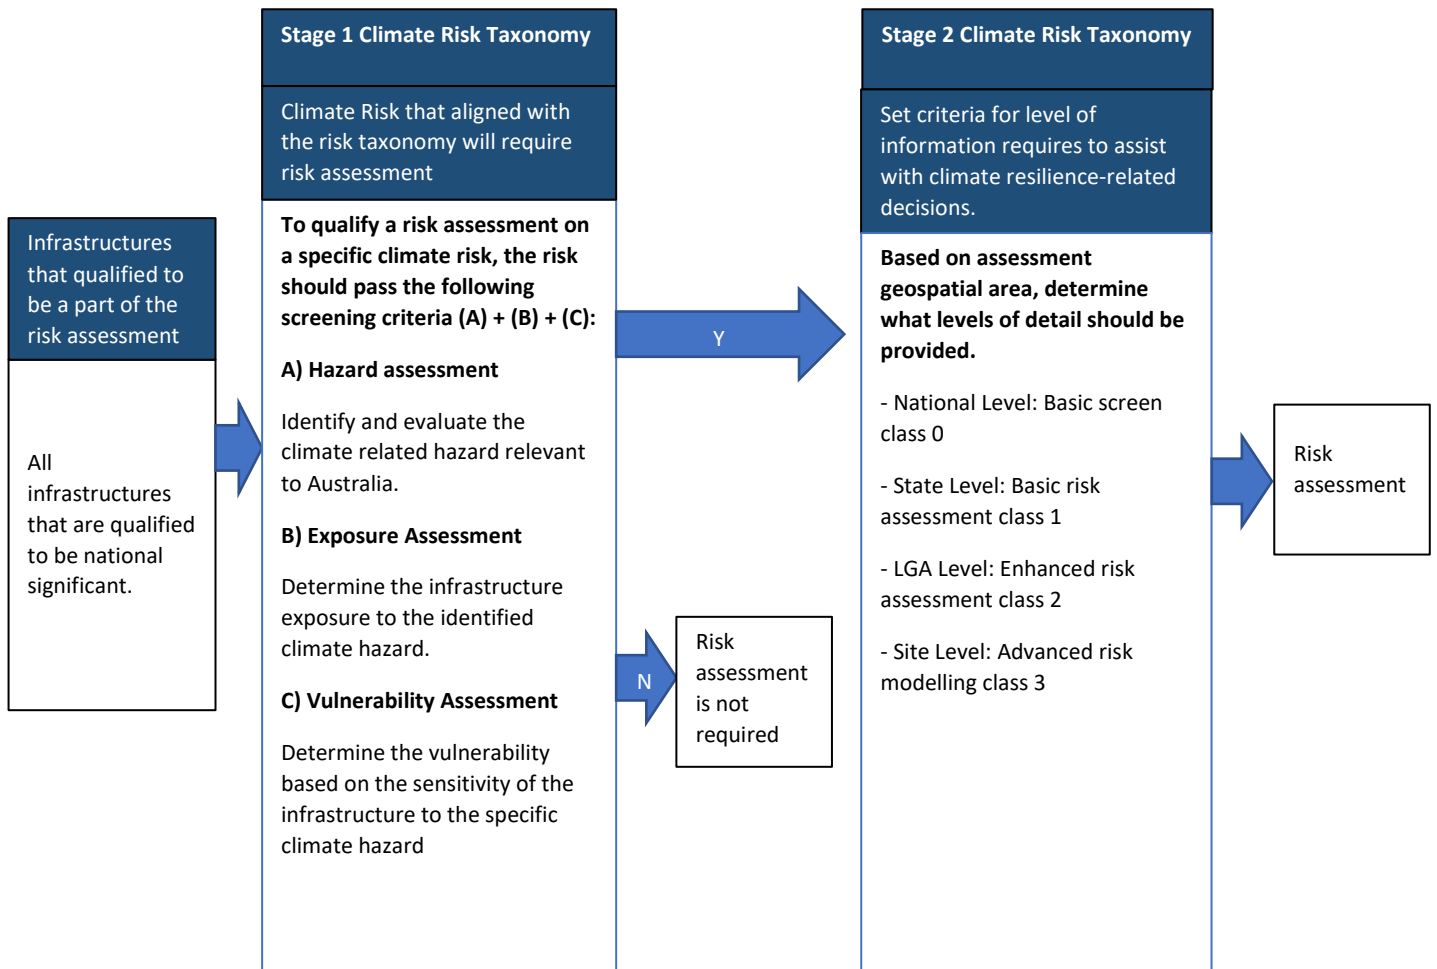 Infrastructures
that qualified to
be a part of the
risk assessment
All
infrastructures
that are qualified
to be national
significant.
Stage 1 Climate Risk Taxonomy
Climate Risk that aligned with
the risk taxonomy will require
risk assessment
To qualify a risk assessment on
a specific climate risk, the risk
should pass the following
screening criteria (A) + (B) + (C):
A) Hazard assessment
Identify and evaluate the
climate related hazard relevant
to Australia.
B) Exposure Assessment
Determine the infrastructure
exposure to the identified
climate hazard.
C) Vulnerability Assessment
Determine the vulnerability
based on the sensitivity of the
infrastructure to the specific
climate hazard
Y
N
Risk
assessment
is not
required
Stage 2 Climate Risk Taxonomy
Set criteria for level of
information requires to assist
with climate resilience-related
decisions.
Based on assessment
geospatial area, determine
what levels of detail should be
provided.
- National Level: Basic screen
class 0
- State Level: Basic risk
assessment class 1
- LGA Level: Enhanced risk
assessment class 2
- Site Level: Advanced risk
modelling class 3
Risk
assessment